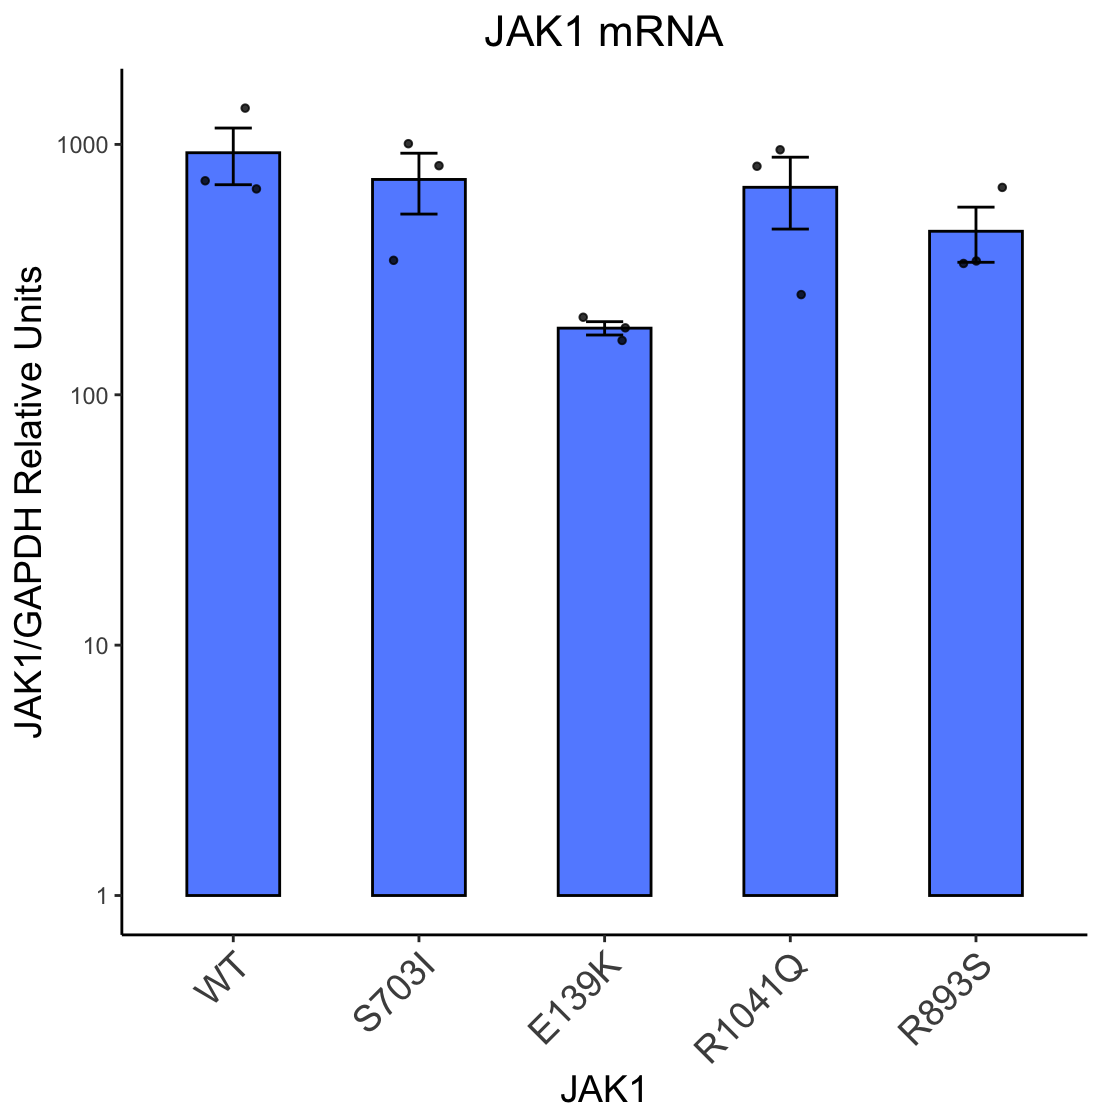 JAK1 mRNA
JAK1/GAPDH Relative Units
1000
100
10
1
WT
S703I
E139K
R1041Q
R893S
JAK1